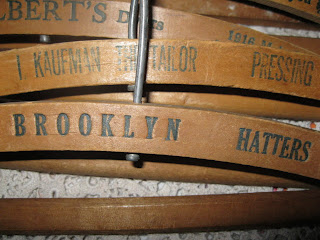 BERT'S
I KAUFMAN THE TAILOR PRESSING
BROOKLYN HATTERS